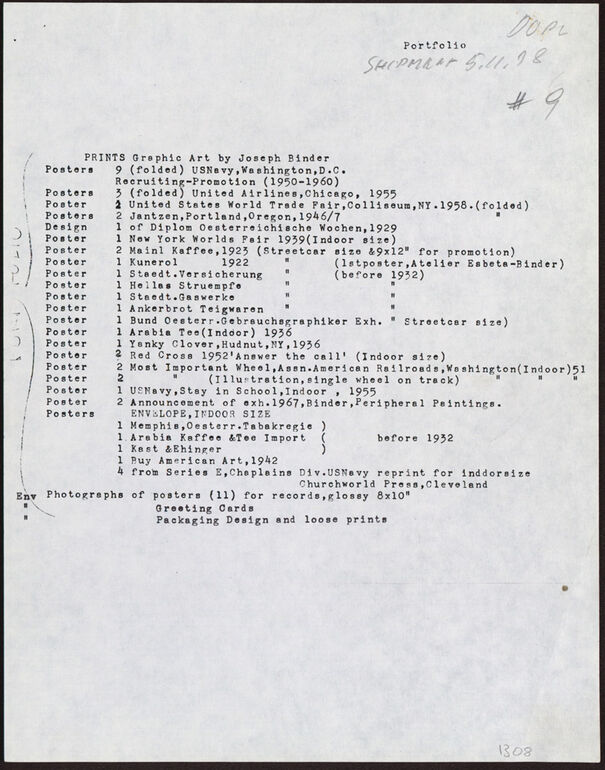 DOPL
Portfolio
SHIPMENT 5.11.98
# 9
PRINTS Graphic Art by Joseph Binder
Posters 9 (folded) USNavy,Washington,D.C.
Recruiting-Promotion (1950-1960)
Posters 3 (folded) United Airlines,Chicago, 1955
Poster 2 United States World Trade Fair,Colliseum,NY.1958.(folded)
Posters 2 Jantzen,Portland,Oregon,1946/7 "
Design 1 of Diplom Oesterreichische Wochen,1929
Poster 1 New York Worlds Fair 1939(Indoor size)
Poster 2 Mainl Kaffee,1923 (Streetcar size &9x12" for promotion)
Poster 1 Kunerol 1922 " (1stposter,Atelier Esbeta-Binder)
Poster 1 Staedt.Versicherung " (before 1932)
Poster 1 Hellas Struempfe " "
Poster 1 Staedt.Gaswerke " "
Poster 1 Ankerbrot Teigwaren " "
Poster 1 Bund Oesterr.Gebrauchsgraphiker Exh. " Streetcar size)
Poster 1 Arabia Tee(Indoor) 1936
Poster 1 Yanky Clover,Hudnut,NY,1936
Poster 2 Red Cross 1952'Answer the call' (Indoor size)
Poster 2 Most Important Wheel,Assn.American Railroads,Washington(Indoor)51
Poster 2 " (Illustration,single wheel on track) " " "
Poster 1 USNavy,Stay in School,Indoor , 1955
Poster 2 Announcement of exh.1967,Binder,Peripheral Paintings.
Posters ENVELOPE,INDOOR SIZE
1 Memphis,Oesterr.Tabakregie )
1 Arabia Kaffee &Tee Import ( before 1932
1 Kast &Ehinger )
1 Buy American Art,1942
4 from Series E,Chaplains Div.USNavy reprint for inddorsize
Churchworld Press,Cleveland
Env Photographs of posters (11) for records,glossy 8x10"
" Greeting Cards
" Packaging Design and loose prints
1308